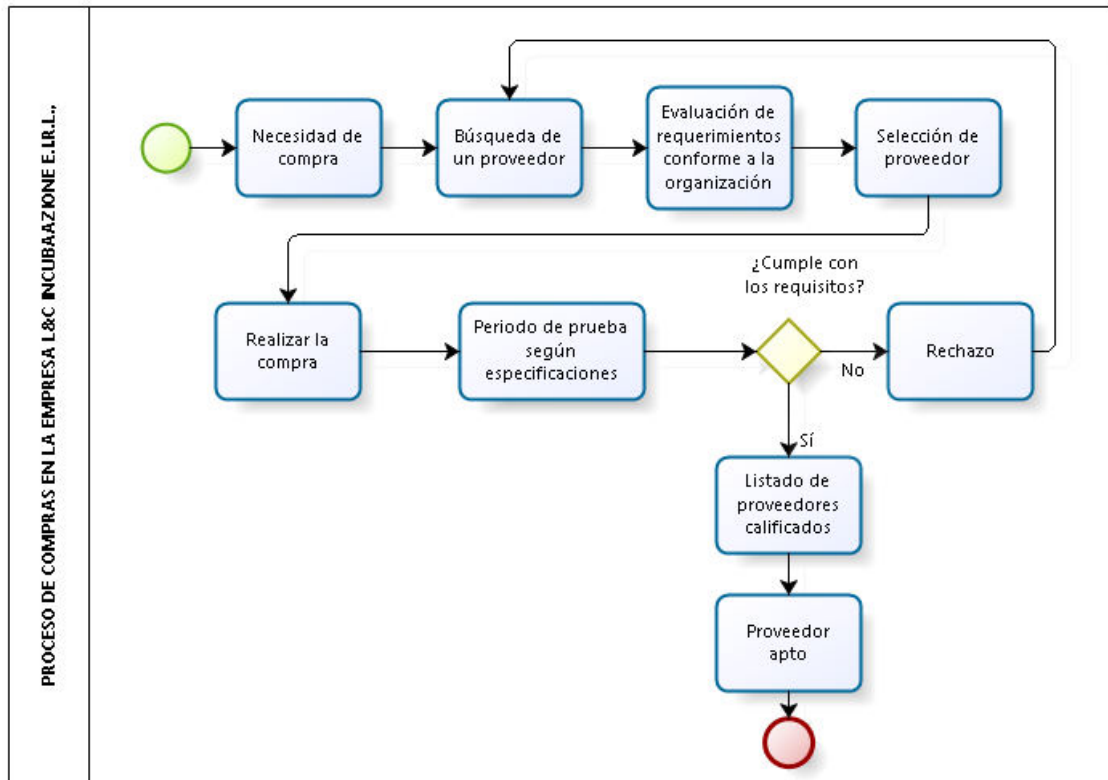 PROCESO DE COMPRAS EN LA EMPRESA L&C INCUBAAZIONE E.I.R.L.,
Necesidad de
compra
Búsqueda de
un proveedor
Evaluación de
requerimientos
conforme a la
organización
Selección de
proveedor
Realizar la
compra
Periodo de prueba
según
especificaciones
¿Cumple con
los requisitos?
No
Rechazo
Sí
Listado de
proveedores
calificados
Proveedor
apto